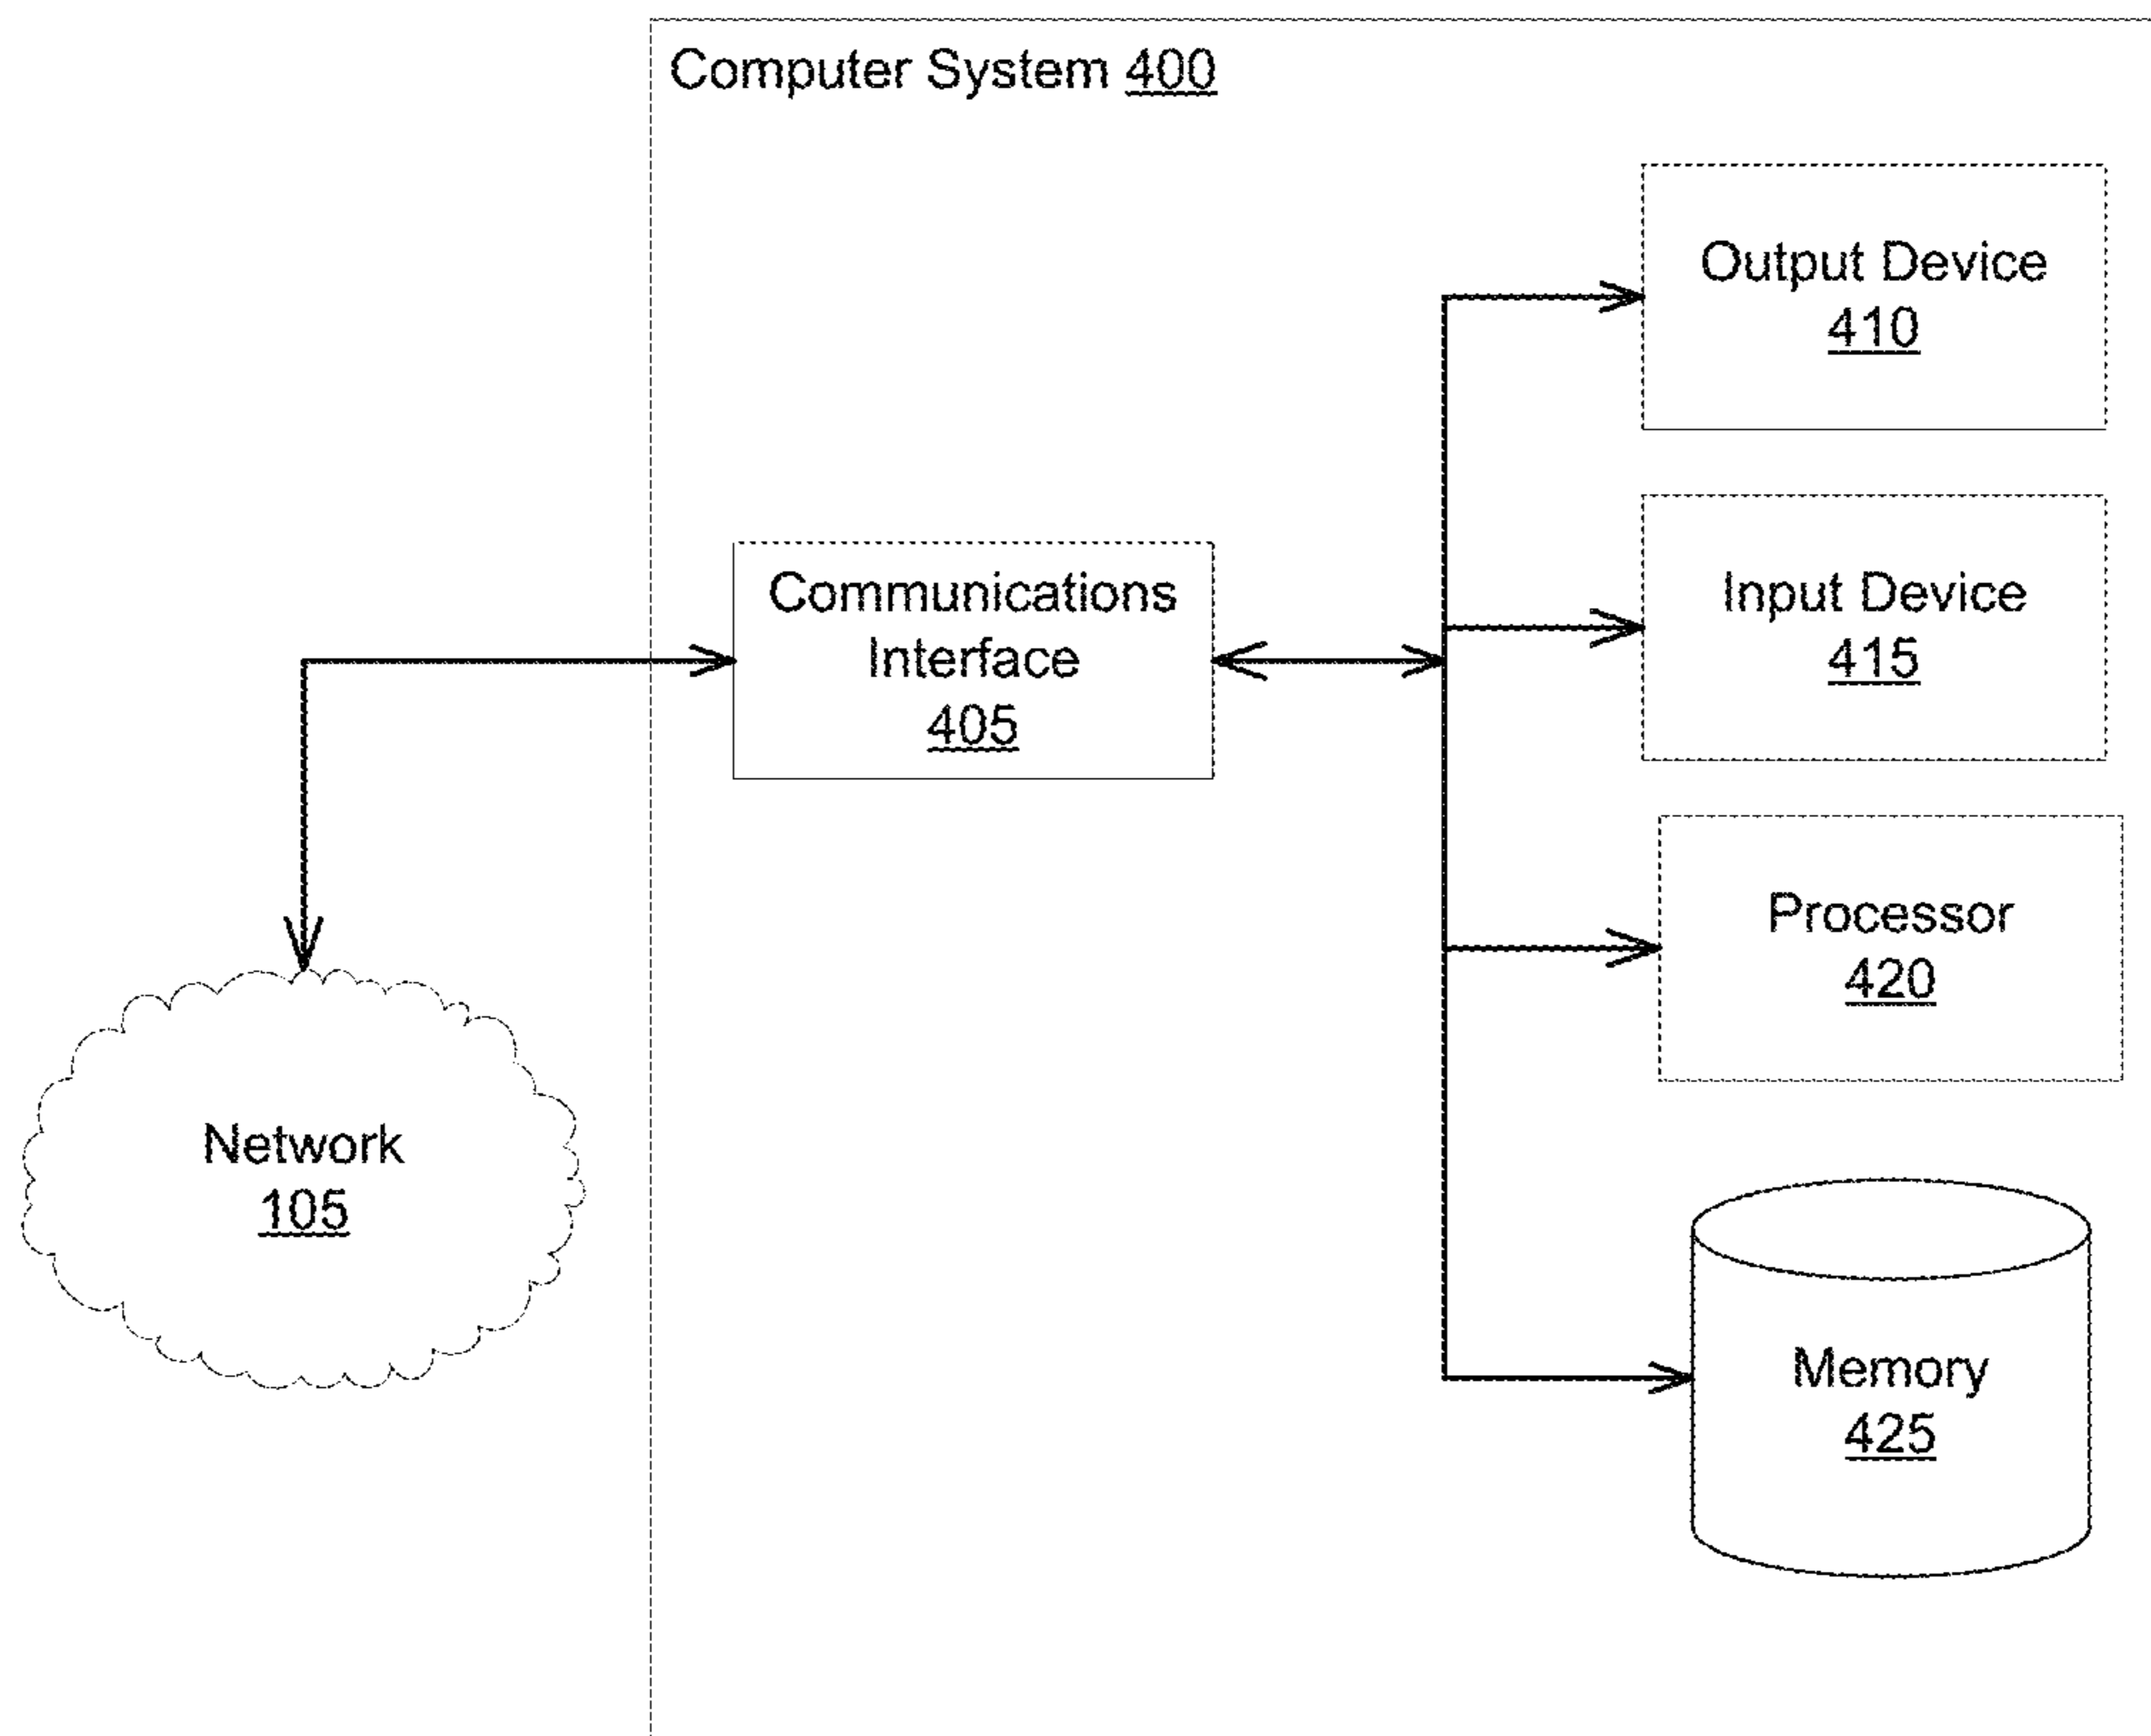 Computer System 400
Output Device
410
Input Device
415
Communications
Interface
405
Processor
420
Network
105
Memory
425